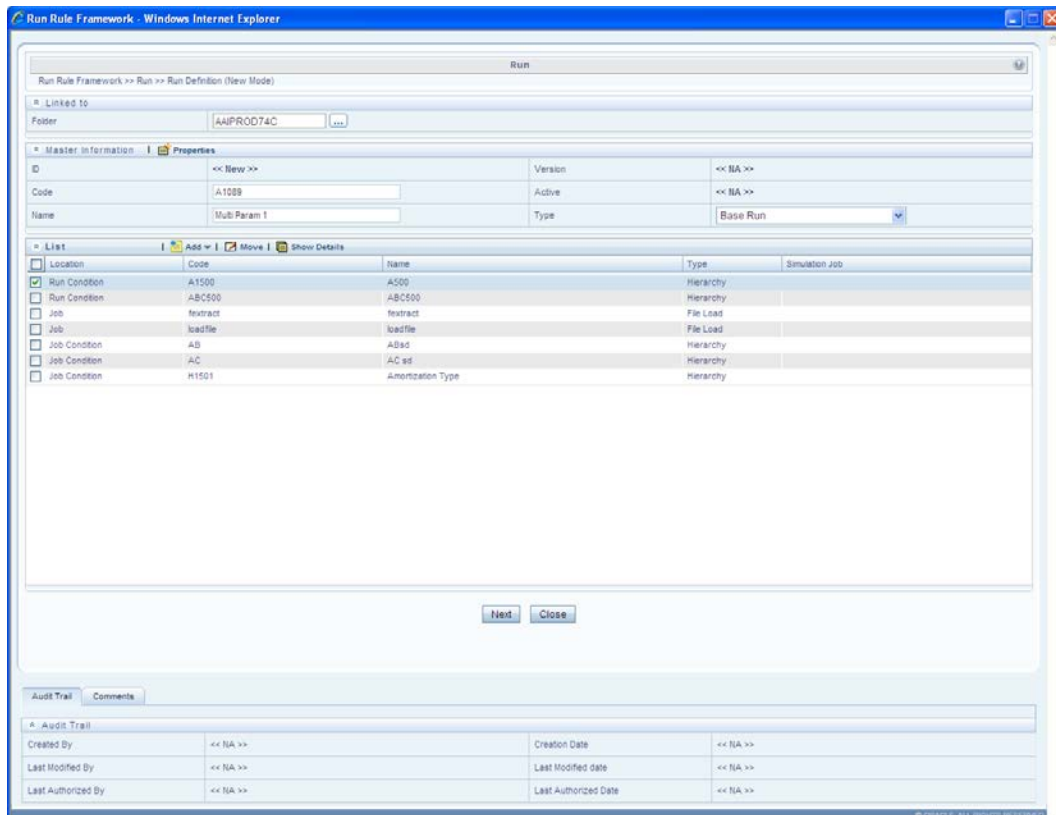 Run Rule Framework - Windows Internet Explorer
Run
Run Rule Framework >> Run >> Run Definition (New Mode)
Linked to
Folder AAIPROD74C ...
Master Information | Properties
ID << New >> Version << NA >>
Code A1089 Active << NA >>
Name Multi Param 1 Type Base Run
List | Add | Move | Show Details
Location Code Name Type Simulation Job
Run Condition A1500 A500 Hierarchy
Run Condition ABC500 ABC500 Hierarchy
Job fextract fextract File Load
Job loadfile loadfile File Load
Job Condition AB ABsd Hierarchy
Job Condition AC AC sd Hierarchy
Job Condition H1501 Amortization Type Hierarchy
Next Close
Audit Trail Comments
Audit Trail
Created By << NA >> Creation Date << NA >>
Last Modified By << NA >> Last Modified date << NA >>
Last Authorized By << NA >> Last Authorized Date << NA >>